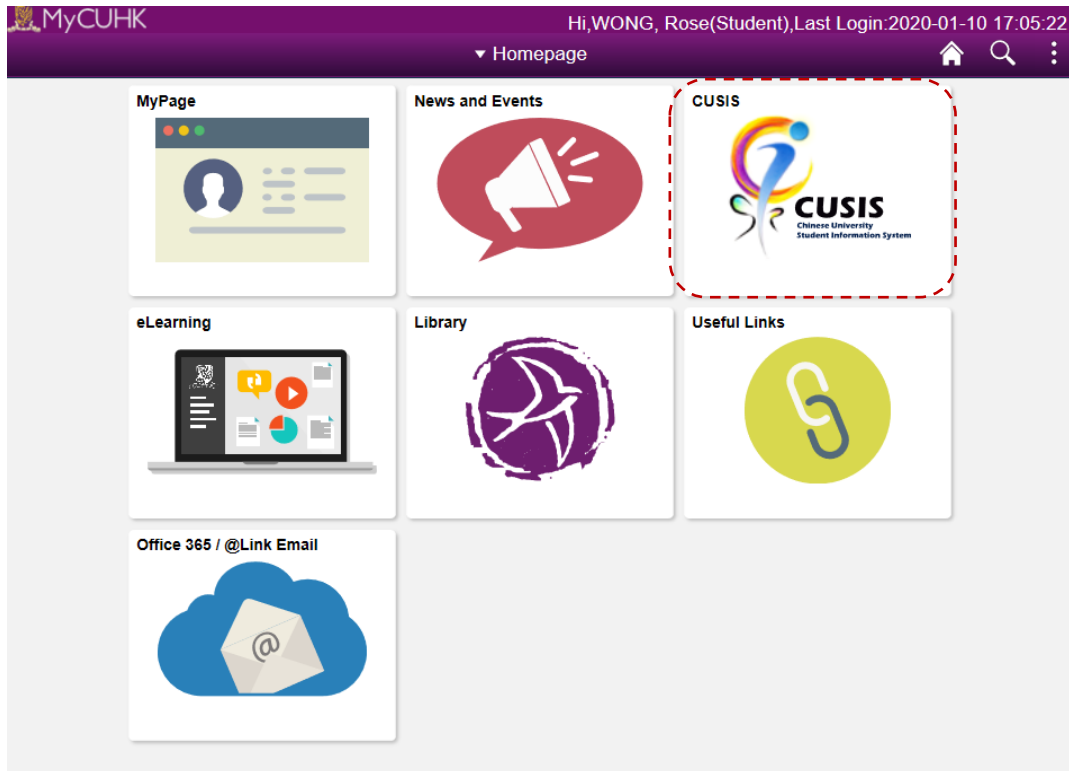 MyCUHK
Hi,WONG, Rose(Student),Last Login:2020-01-10 17:05:22
Homepage
MyPage
News and Events
CUSIS
CUSIS
Chinese University
Student Information System
eLearning
Library
Useful Links
Office 365 / @Link Email
@